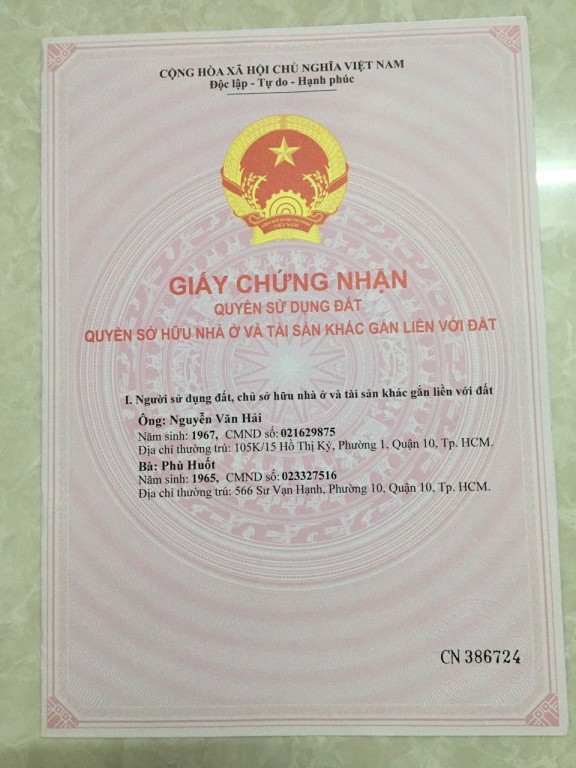 CỘNG HÒA XÃ HỘI CHỦ NGHĨA VIỆT NAM
Độc lập - Tự do - Hạnh phúc
GIẤY CHỨNG NHẬN
QUYỀN SỬ DỤNG ĐẤT
QUYỀN SỞ HỮU NHÀ Ở VÀ TÀI SẢN KHÁC GẮN LIỀN VỚI ĐẤT
I. Người sử dụng đất, chủ sở hữu nhà ở và tài sản khác gắn liền với đất
Ông: Nguyễn Văn Hải
Năm sinh: 1967, CMND số: 021629875
Địa chỉ thường trú: 105K/15 Hồ Thị Kỷ, Phường 1, Quận 10, Tp. HCM.
Bà: Phù Huốt
Năm sinh: 1965, CMND số: 023327516
Địa chỉ thường trú: 566 Sư Vạn Hạnh, Phường 10, Quận 10, Tp. HCM.
CN 386724